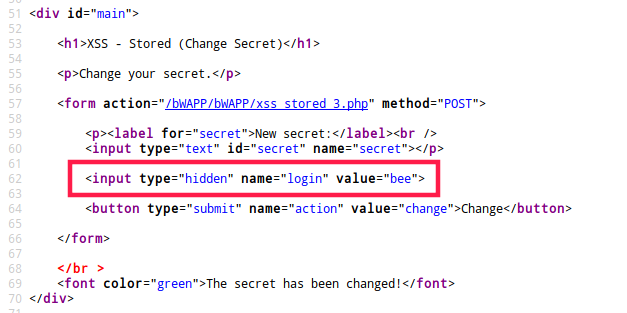 51 <div id="main">
52
53 <h1>XSS - Stored (Change Secret)</h1>
54
55 <p>Change your secret.</p>
56
57 <form action="/bWAPP/bWAPP/xss_stored_3.php" method="POST">
58
59 <p><label for="secret">New secret:</label><br />
60 <input type="text" id="secret" name="secret"></p>
61
62 <input type="hidden" name="login" value="bee">
63
64 <button type="submit" name="action" value="change">Change</button>
65
66 </form>
67
68 </br >
69 <font color="green">The secret has been changed!</font>
70 </div>